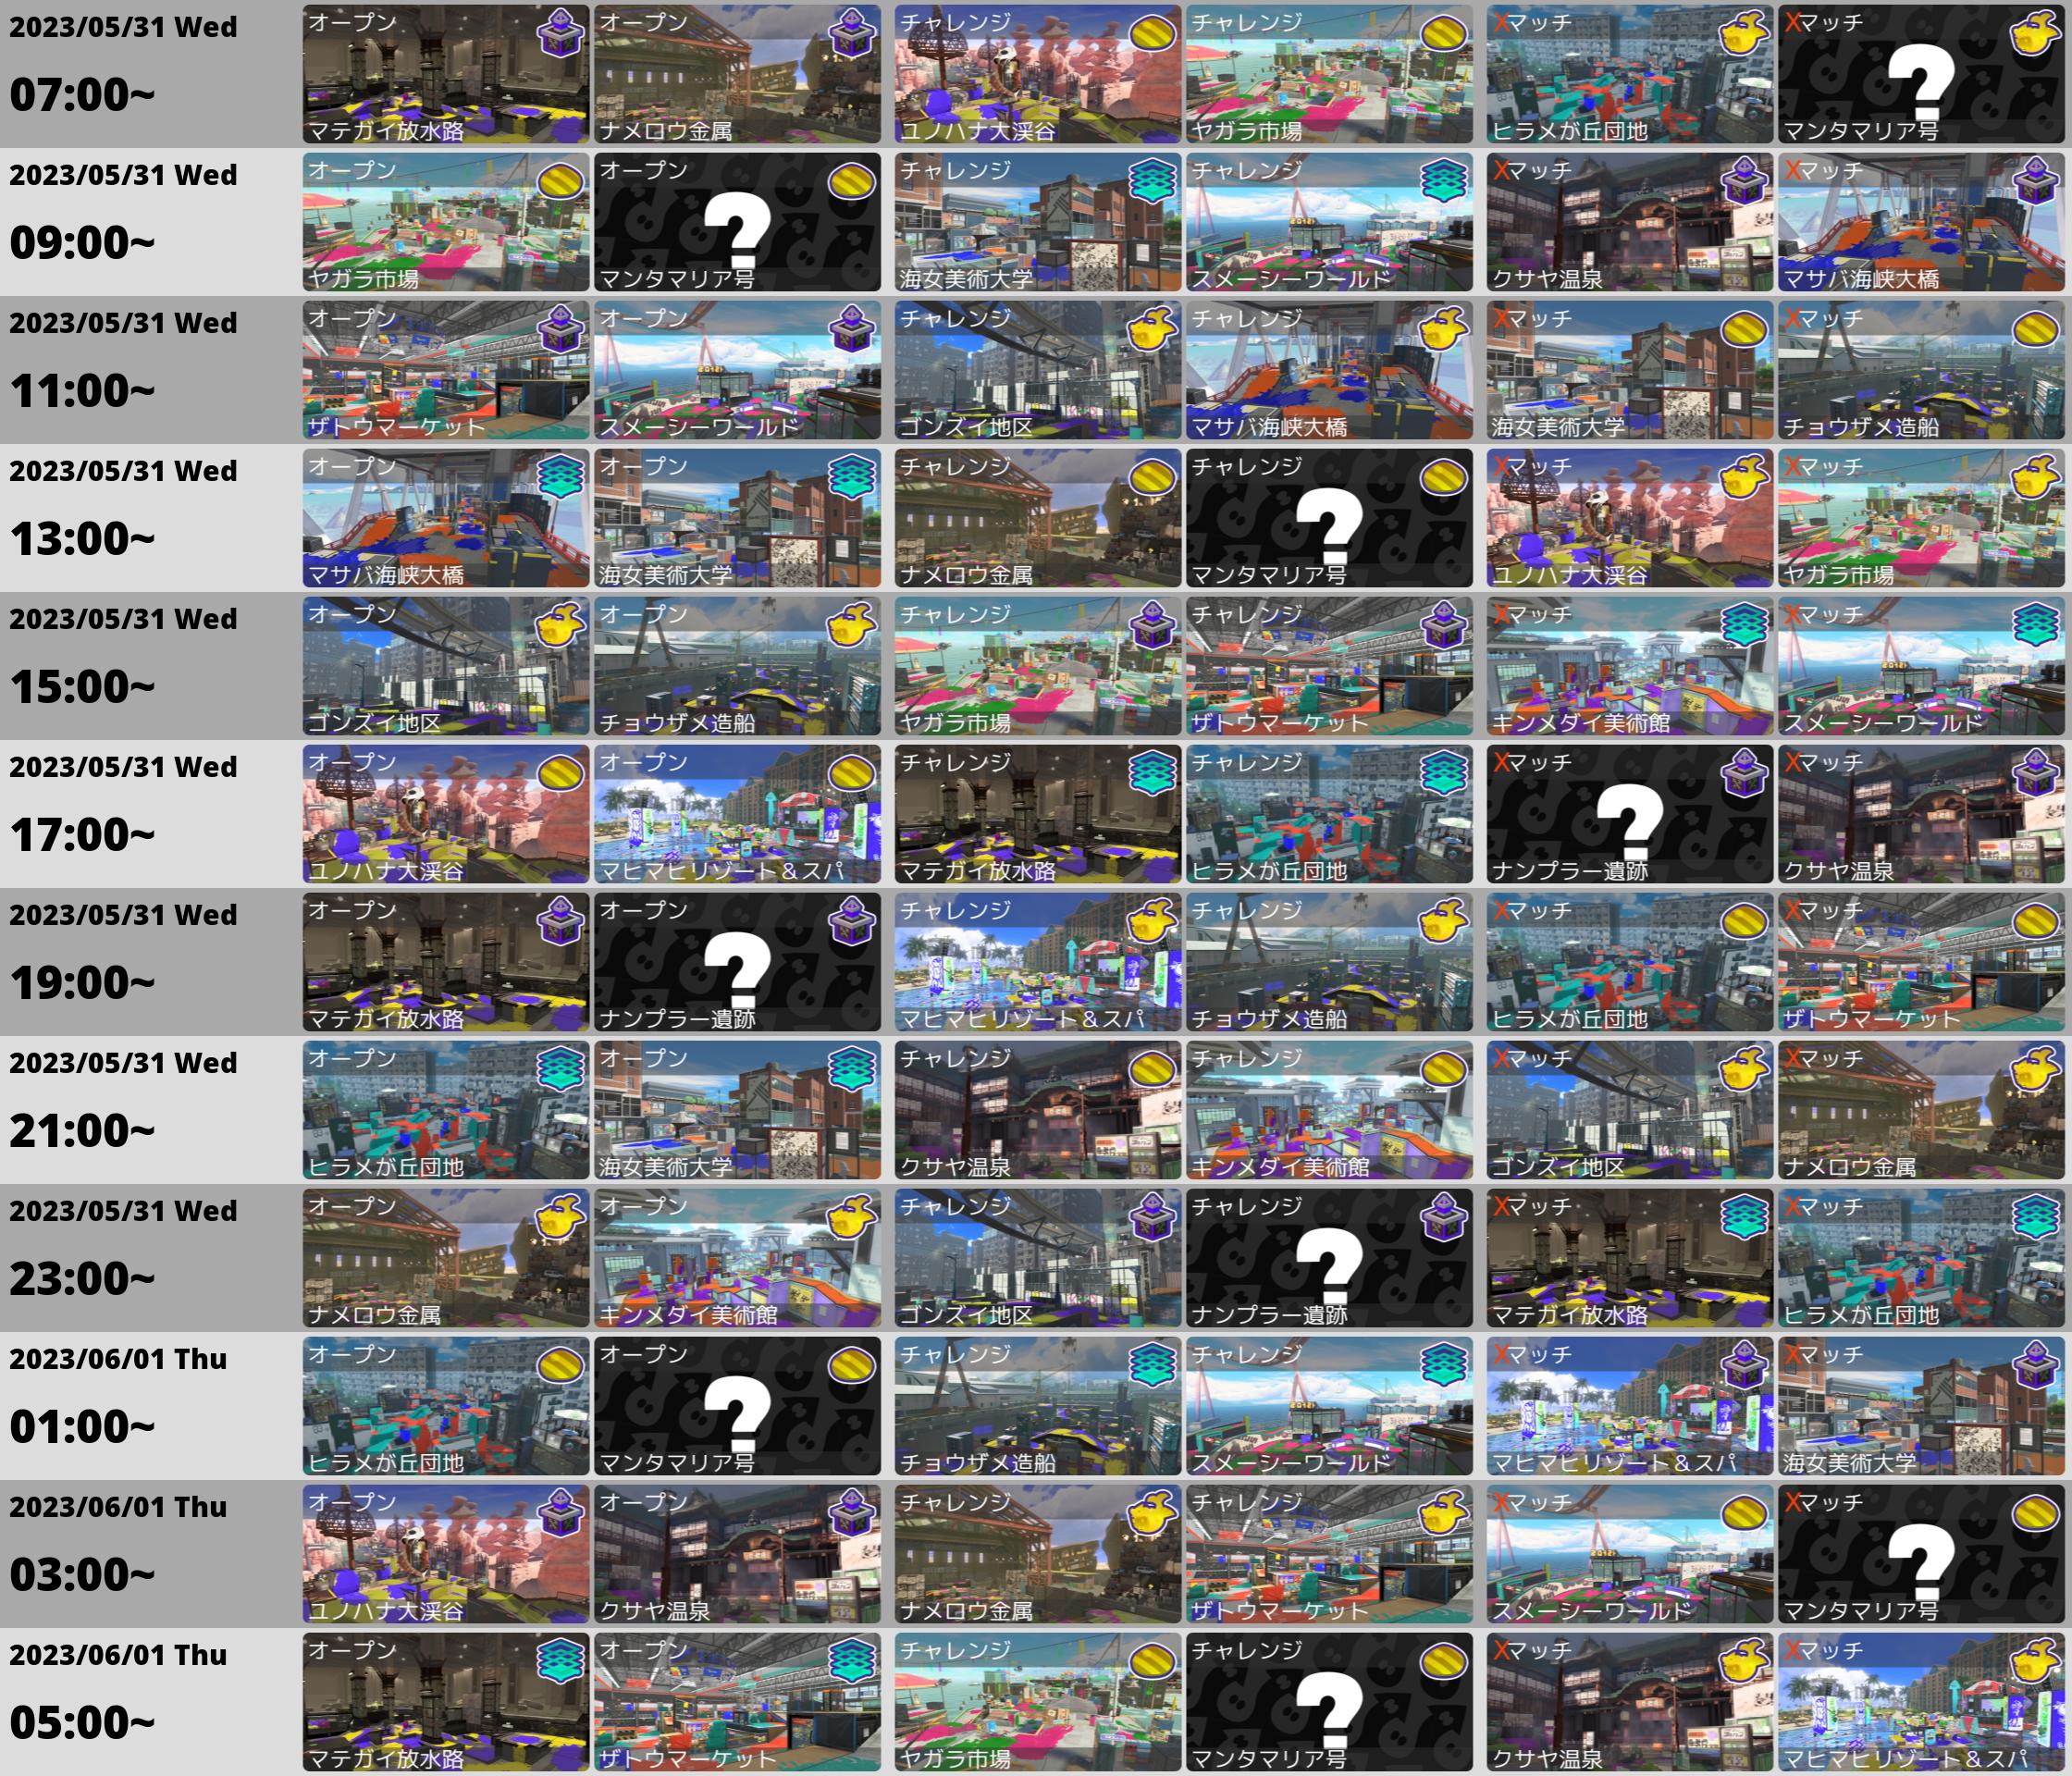 2023/05/31 Wed
07:00~
オープン オープン チャレンジ チャレンジ Xマッチ Xマッチ
マテガイ放水路 ナメロウ金属 ユノハナ大渓谷 ヤガラ市場 ヒラメが丘団地 マンタマリア号
2023/05/31 Wed
09:00~
オープン オープン チャレンジ チャレンジ Xマッチ Xマッチ
ヤガラ市場 マンタマリア号 海女美術大学 スメーシーワールド クサヤ温泉 マサバ海峡大橋
2023/05/31 Wed
11:00~
オープン オープン チャレンジ チャレンジ Xマッチ Xマッチ
ザトウマーケット スメーシーワールド ゴンズイ地区 マサバ海峡大橋 海女美術大学 チョウザメ造船
2023/05/31 Wed
13:00~
オープン オープン チャレンジ チャレンジ Xマッチ Xマッチ
マサバ海峡大橋 海女美術大学 ナメロウ金属 マンタマリア号 ユノハナ大渓谷 ヤガラ市場
2023/05/31 Wed
15:00~
オープン オープン チャレンジ チャレンジ Xマッチ Xマッチ
ゴンズイ地区 チョウザメ造船 ヤガラ市場 ザトウマーケット キンメダイ美術館 スメーシーワールド
2023/05/31 Wed
17:00~
オープン オープン チャレンジ チャレンジ Xマッチ Xマッチ
ユノハナ大渓谷 マヒマヒリゾート&スパ マテガイ放水路 ヒラメが丘団地 ナンプラー遺跡 クサヤ温泉
2023/05/31 Wed
19:00~
オープン オープン チャレンジ チャレンジ Xマッチ Xマッチ
マテガイ放水路 ナンプラー遺跡 マヒマヒリゾート&スパ チョウザメ造船 ヒラメが丘団地 ザトウマーケット
2023/05/31 Wed
21:00~
オープン オープン チャレンジ チャレンジ Xマッチ Xマッチ
ヒラメが丘団地 海女美術大学 クサヤ温泉 キンメダイ美術館 ゴンズイ地区 ナメロウ金属
2023/05/31 Wed
23:00~
オープン オープン チャレンジ チャレンジ Xマッチ Xマッチ
ナメロウ金属 キンメダイ美術館 ゴンズイ地区 ナンプラー遺跡 マテガイ放水路 ヒラメが丘団地
2023/06/01 Thu
01:00~
オープン オープン チャレンジ チャレンジ Xマッチ Xマッチ
ヒラメが丘団地 マンタマリア号 チョウザメ造船 スメーシーワールド マヒマヒリゾート&スパ 海女美術大学
2023/06/01 Thu
03:00~
オープン オープン チャレンジ チャレンジ Xマッチ Xマッチ
ユノハナ大渓谷 クサヤ温泉 ナメロウ金属 ザトウマーケット スメーシーワールド マンタマリア号
2023/06/01 Thu
05:00~
オープン オープン チャレンジ チャレンジ Xマッチ Xマッチ
マテガイ放水路 ザトウマーケット ヤガラ市場 マンタマリア号 クサヤ温泉 マヒマヒリゾート&スパ